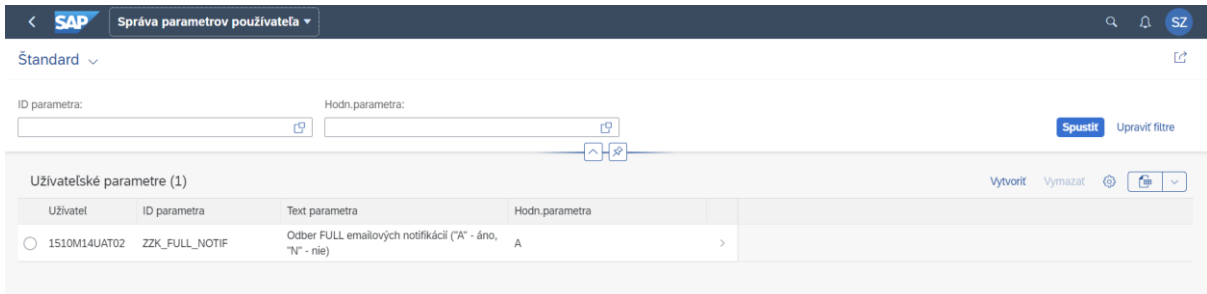 SAP Správa parametrov používateľa SZ
Štandard
ID parametra: Hodn.parametra:
Spustiť Upraviť filtre
Užívateľské parametre (1) Vytvoriť Vymazať
Užívateľ ID parametra Text parametra Hodn.parametra
1510M14UAT02 ZZK_FULL_NOTIF Odber FULL emailových notifikácií ("A" - áno, A
"N" - nie)